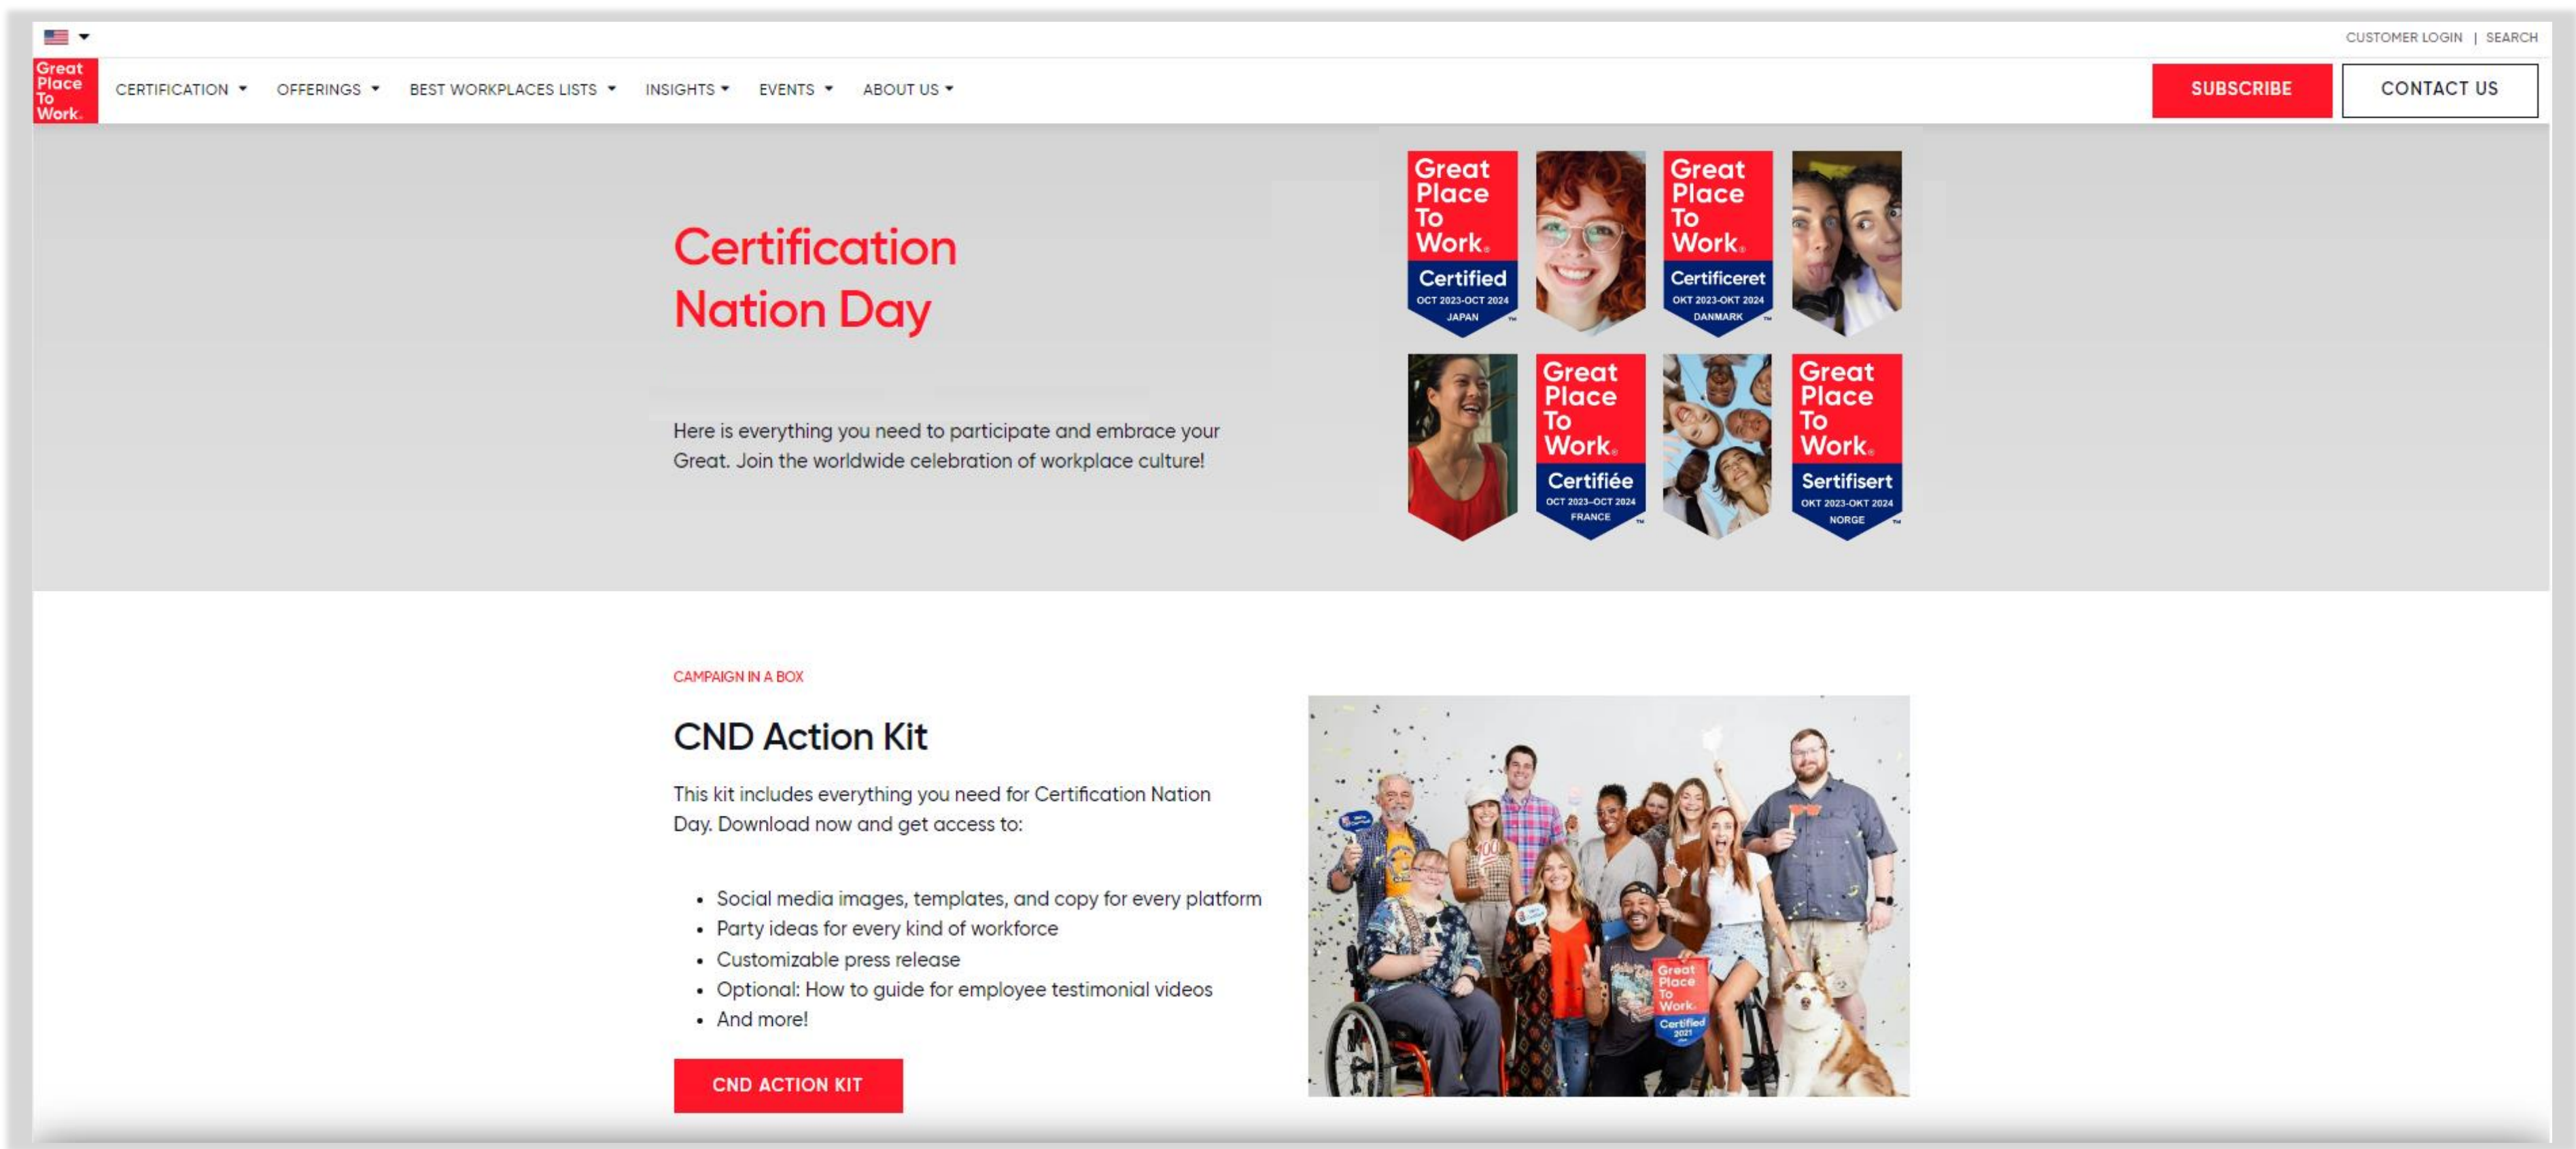 CUSTOMER LOGIN | SEARCH
Great
Place
To
Work.
CERTIFICATION OFFERINGS BEST WORKPLACES LISTS INSIGHTS EVENTS ABOUT US
SUBSCRIBE
CONTACT US
Certification
Nation Day
Here is everything you need to participate and embrace your
Great. Join the worldwide celebration of workplace culture!
Great
Place
To
Work®
Certified
OCT 2023-OCT 2024
JAPAN ™
Great
Place
To
Work®
Certificeret
OKT 2023-OKT 2024
DANMARK ™
Great
Place
To
Work®
Certifiée
OCT 2023–OCT 2024
FRANCE ™
Great
Place
To
Work®
Sertifisert
OKT 2023-OKT 2024
NORGE ™
CAMPAIGN IN A BOX
CND Action Kit
This kit includes everything you need for Certification Nation
Day. Download now and get access to:
• Social media images, templates, and copy for every platform
• Party ideas for every kind of workforce
• Customizable press release
• Optional: How to guide for employee testimonial videos
• And more!
CND ACTION KIT
100
Great
Place
To
Work.
Certified
2021